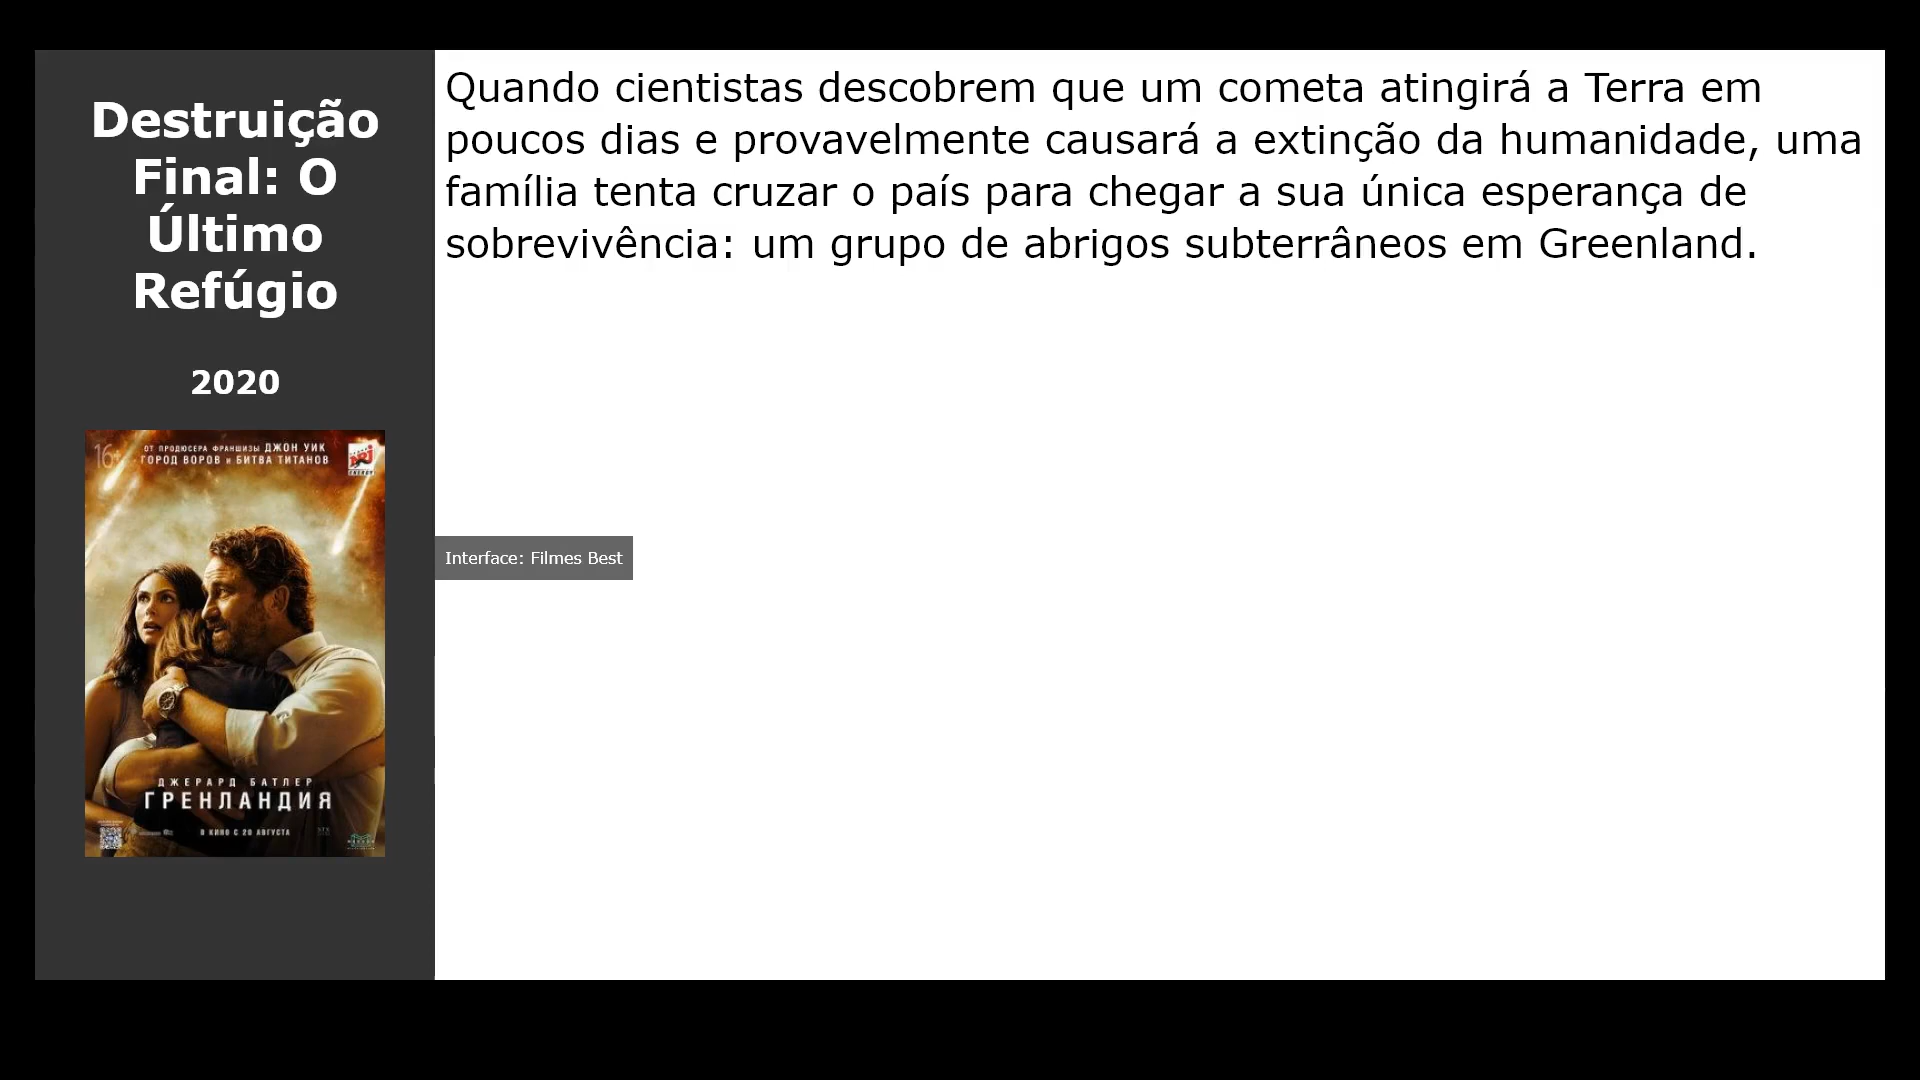 Destruição
Final: O
Último
Refúgio
2020
16+
ОТ ПРОДЮСЕРА ФРАНШИЗЫ ДЖОН УИК
ГОРОД ВОРОВ и БИТВА ТИТАНОВ
NRJ
ENERGY
ДЖЕРАРД БАТЛЕР
ГРЕНЛАНДИЯ
В КИНО С 20 АВГУСТА
Quando cientistas descobrem que um cometa atingirá a Terra em
poucos dias e provavelmente causará a extinção da humanidade, uma
família tenta cruzar o país para chegar a sua única esperança de
sobrevivência: um grupo de abrigos subterrâneos em Greenland.
Interface: Filmes Best